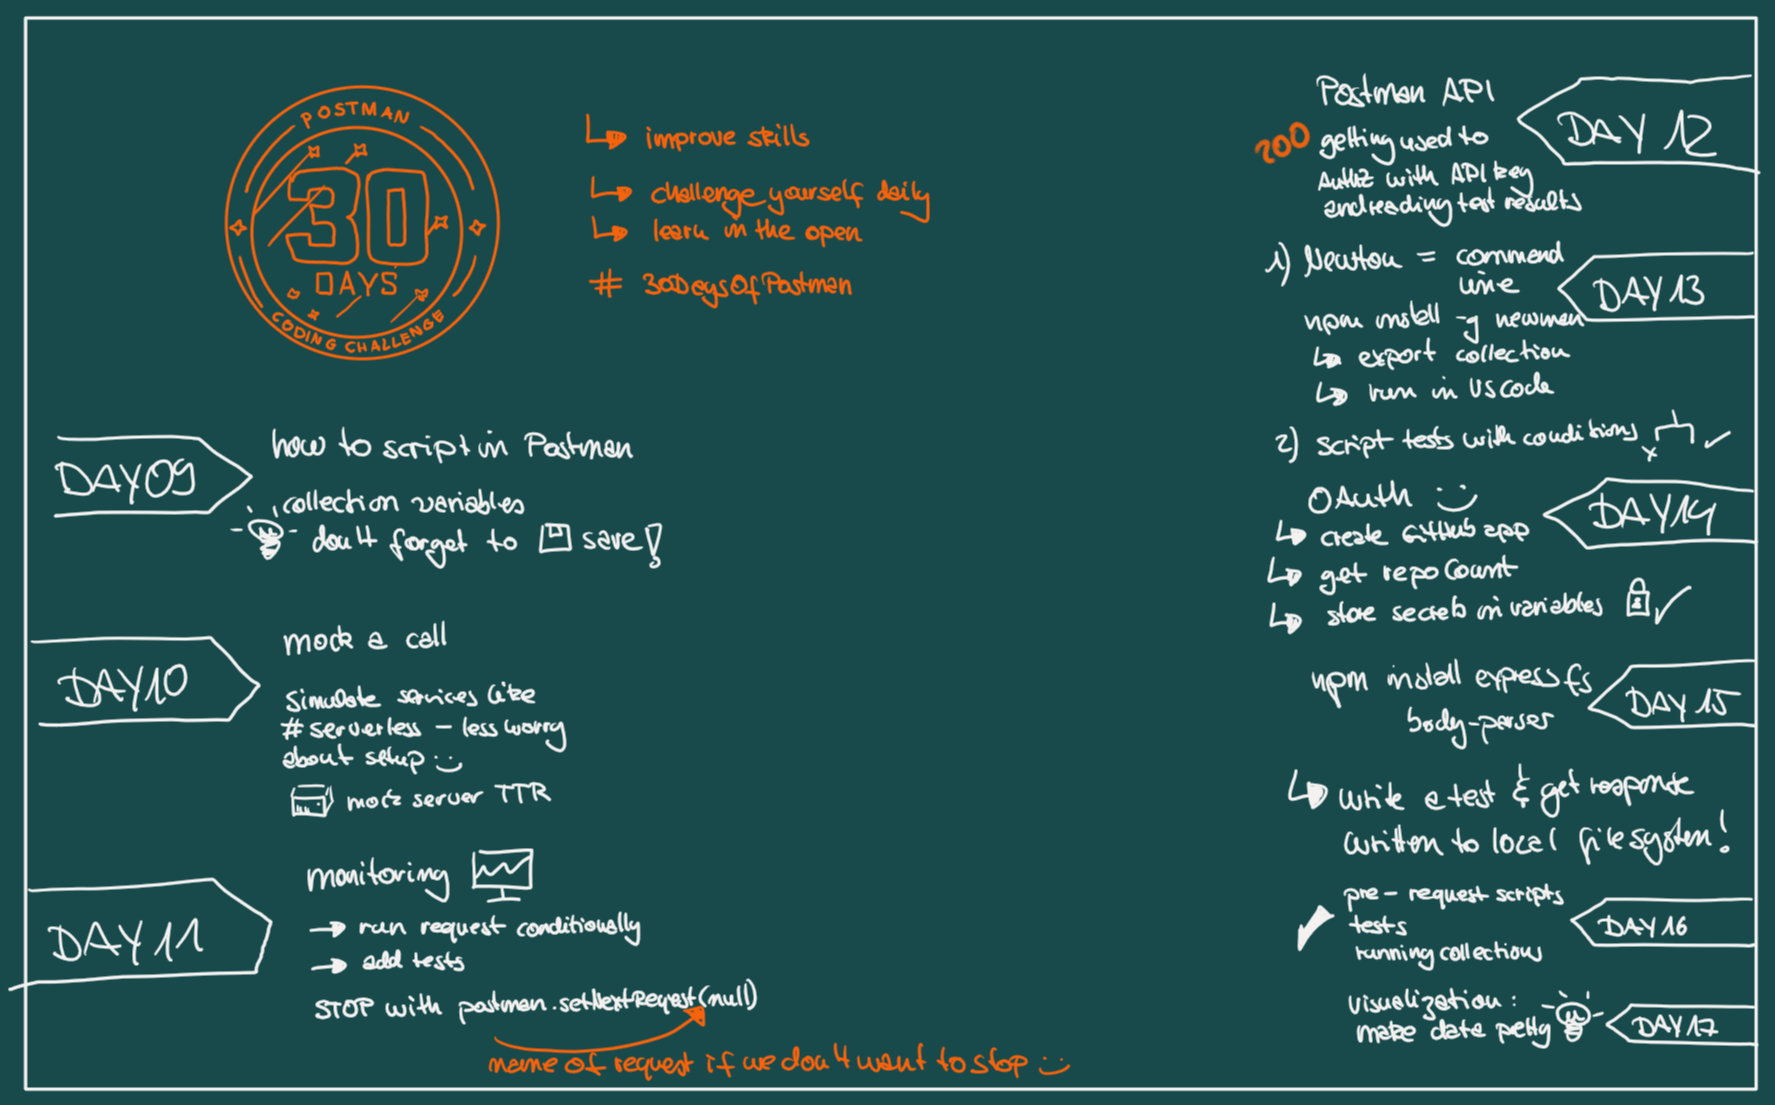 POSTMAN
30
DAYS
CODING CHALLENGE
improve skills
challenge yourself daily
learn in the open
# 30DaysOfPostman
DAY 09
how to script in Postman
collection variables
don't forget to save!
DAY 10
mock a call
simulate services like
#serverless - less worry
about setup :)
mock server TTR
DAY 11
monitoring
→ run request conditionally
→ add tests
STOP with postman.setNextRequest(null)
name of request if we don't want to stop :)
DAY 12
Postman API
200 getting used to
AuthZ with API key
and reading test results
DAY 13
1) Newton = command
line
npm install -g newman
export collection
run in VS code
2) script tests with conditions x ✓
DAY 14
OAuth :)
create GitHub app
get repo Count
store secrets in variables ✓
DAY 15
npm install express fs
body-parser
write a test & get response
written to local filesystem!
DAY 16
pre-request scripts
✓ tests
running collections
DAY 17
visualization:
make data petty